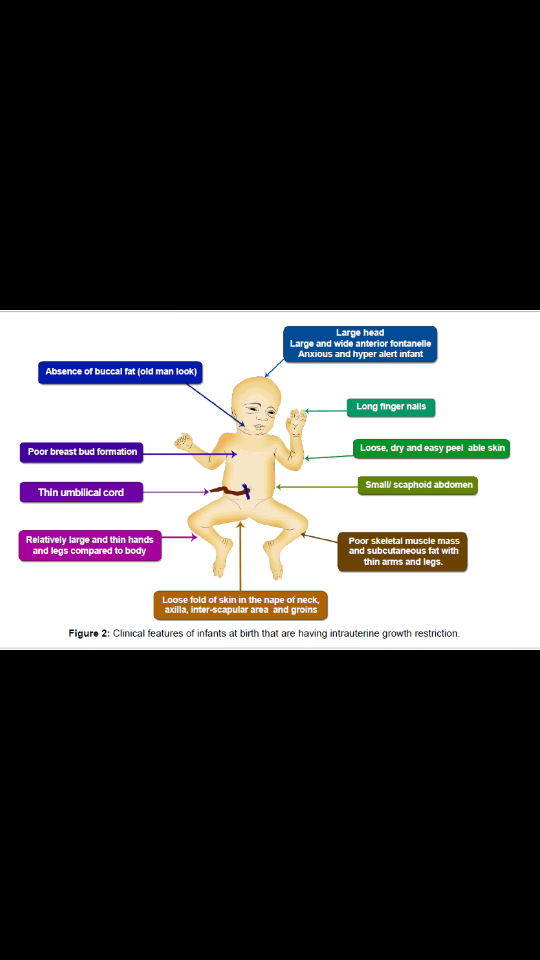 Large head
Large and wide anterior fontanelle
Anxious and hyper alert infant
Absence of buccal fat (old man look)
Long finger nails
Poor breast bud formation
Loose, dry and easy peel able skin
Thin umbilical cord
Small/ scaphoid abdomen
Relatively large and thin hands
and legs compared to body
Poor skeletal muscle mass
and subcutaneous fat with
thin arms and legs.
Loose fold of skin in the nape of neck,
axilla, inter-scapular area and groins
Figure 2: Clinical features of infants at birth that are having intrauterine growth restriction.